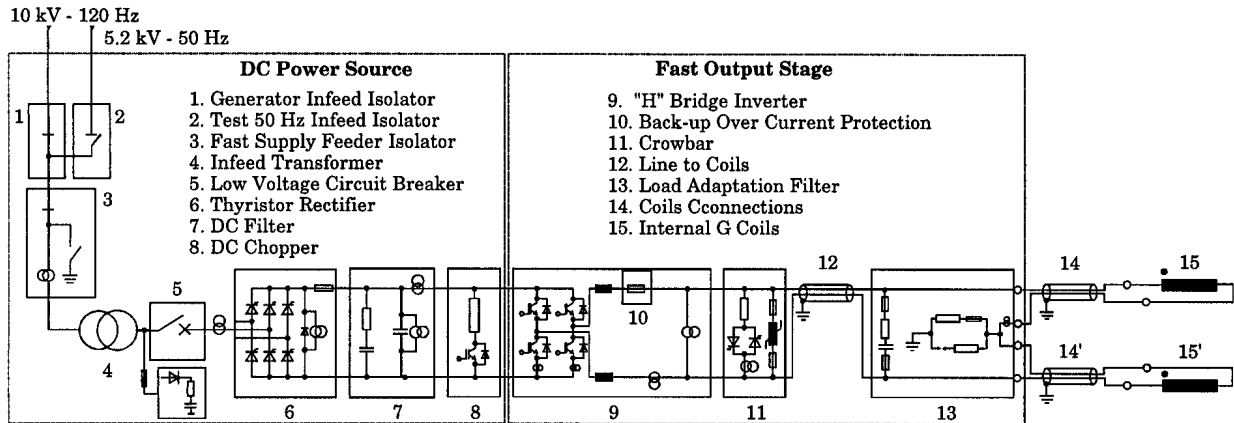 10 kV - 120 Hz
5.2 kV - 50 Hz
DC Power Source
1. Generator Infeed Isolator
2. Test 50 Hz Infeed Isolator
3. Fast Supply Feeder Isolator
4. Infeed Transformer
5. Low Voltage Circuit Breaker
6. Thyristor Rectifier
7. DC Filter
8. DC Chopper
Fast Output Stage
9. "H" Bridge Inverter
10. Back-up Over Current Protection
11. Crowbar
12. Line to Coils
13. Load Adaptation Filter
14. Coils Cconnections
15. Internal G Coils
1
2
3
4
5
6
7
8
9
10
11
12
13
14
15
14'
15'